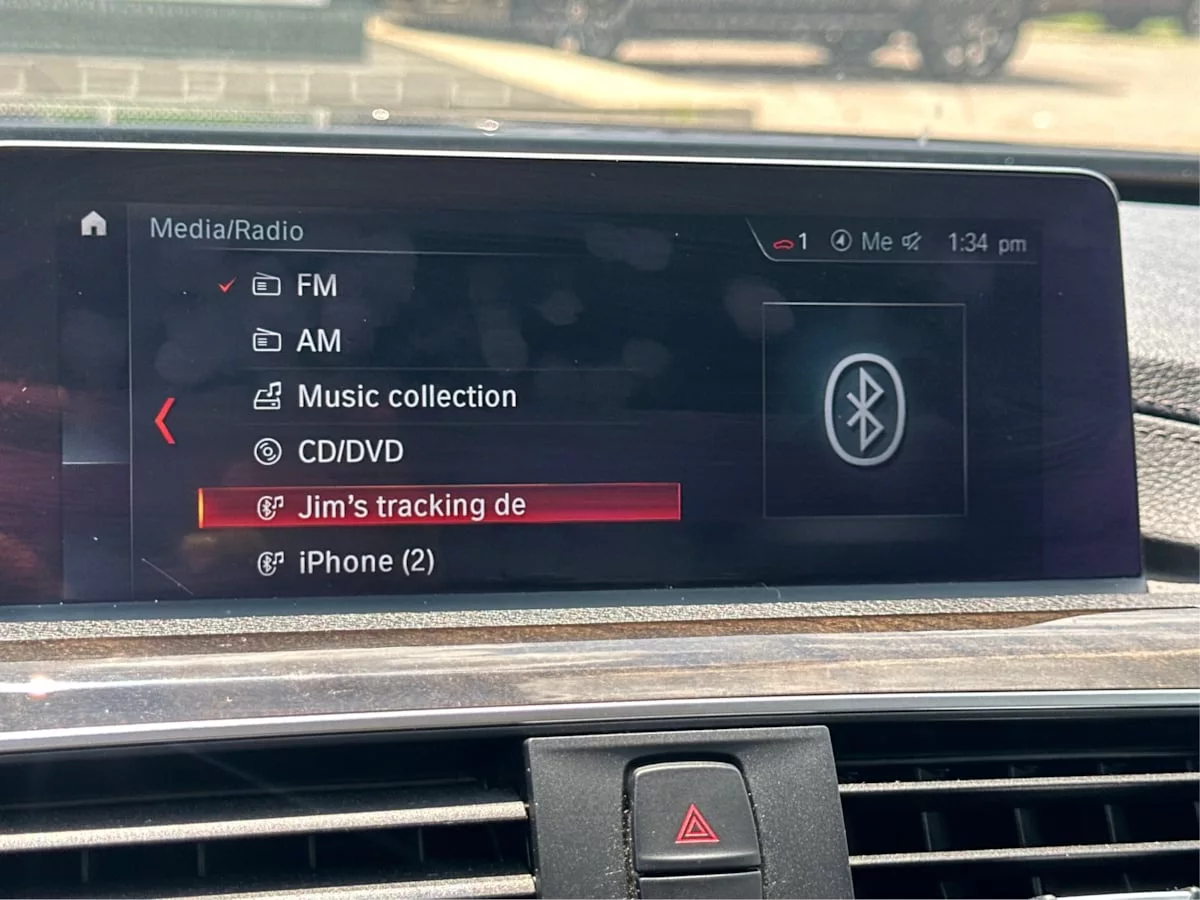 Media/Radio
1 Me 1:34 pm
FM
AM
Music collection
CD/DVD
Jim's tracking de
iPhone (2)